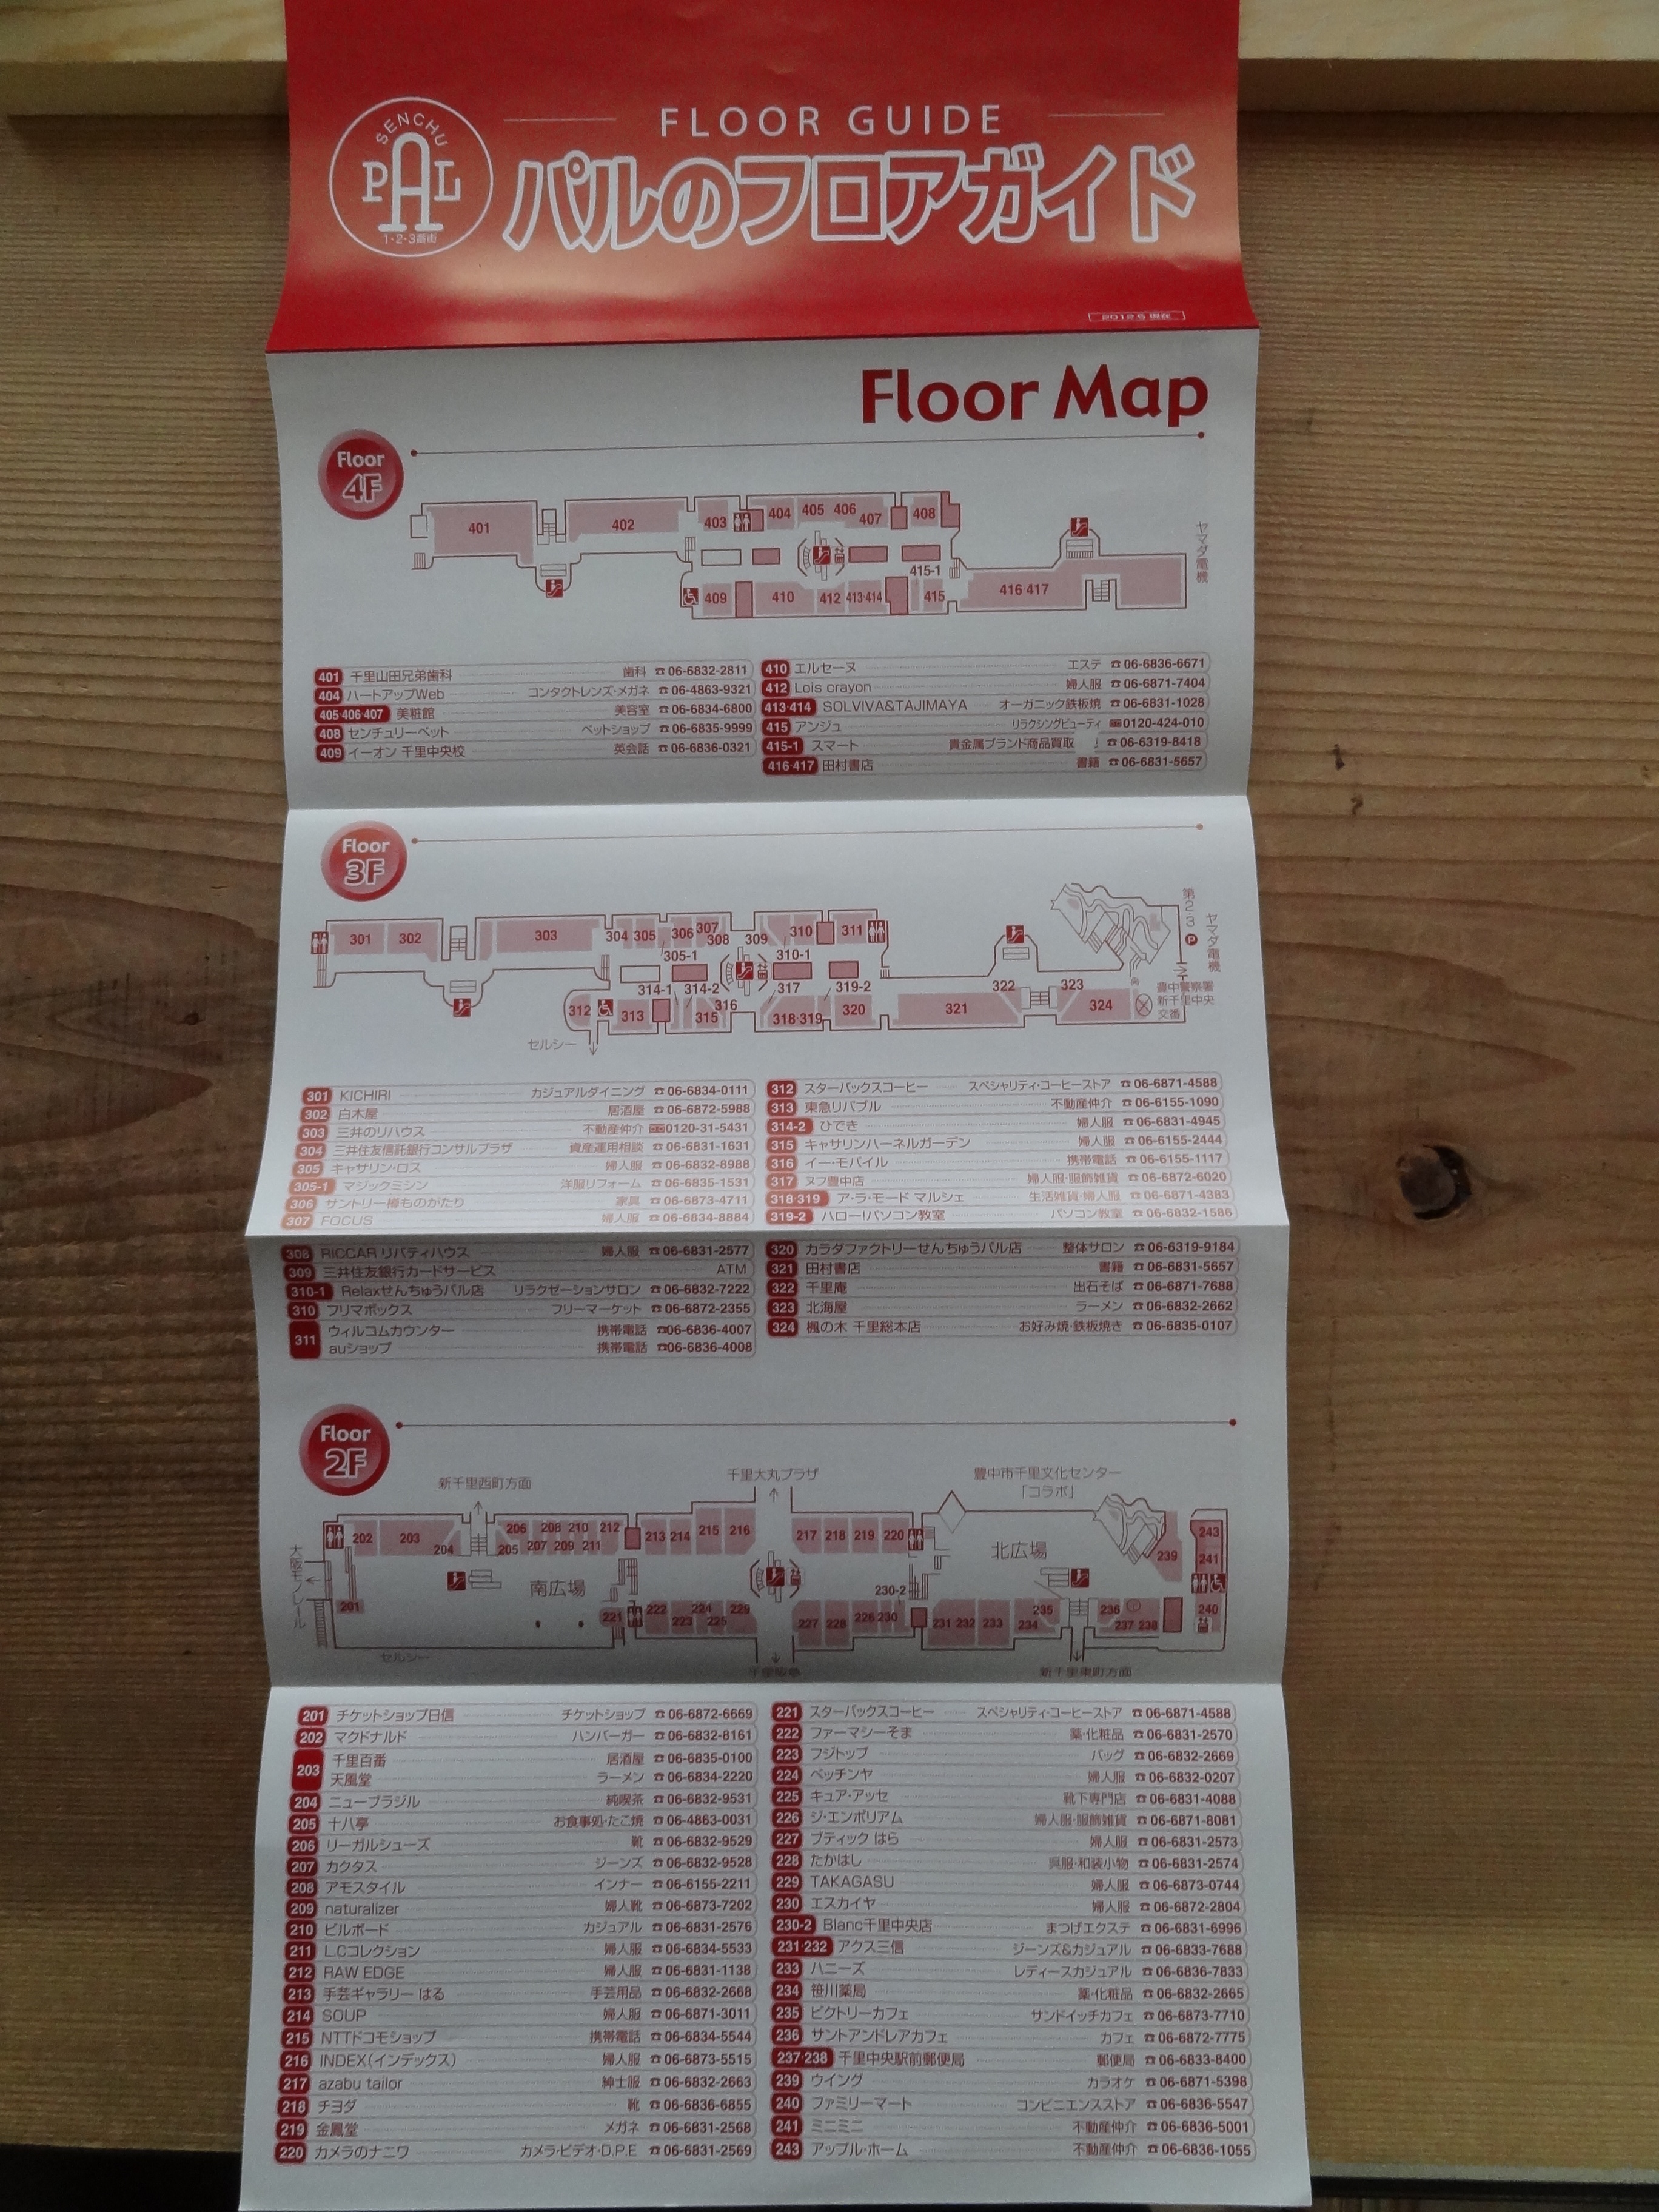 SENCHU
PAL
1・2・3番街
FLOOR GUIDE
パルのフロアガイド
2012.5 現在
Floor Map
Floor
4F
401
402
403
404
405
406
407
408
409
410
412
413・414
415
415-1
416・417
ヤマダ電機
401 千里山田兄弟歯科 歯科 ☎06-6832-2811
404 ハートアップWeb コンタクトレンズ・メガネ ☎06-4863-9321
405・406・407 美粧館 美容室 ☎06-6834-6800
408 センチュリーペット ペットショップ ☎06-6835-9999
409 イーオン 千里中央校 英会話 ☎06-6836-0321
410 エルセーヌ エステ ☎06-6836-6671
412 Lois crayon 婦人服 ☎06-6871-7404
413・414 SOLVIVA&TAJIMAYA オーガニック鉄板焼 ☎06-6831-1028
415 アンジュ リラクシングビューティ 0120-424-010
415-1 スマート 貴金属ブランド商品買取 ☎06-6319-8418
416・417 田村書店 書籍 ☎06-6831-5657
Floor
3F
301
302
303
304
305
305-1
306
307
308
309
310
310-1
311
312
313
314-1
314-2
315
316
317
318・319
319-2
320
321
322
323
324
セルシー
第2・3P
ヤマダ電機
豊中警察署
新千里中央
交番
301 KICHIRI カジュアルダイニング ☎06-6834-0111
302 白木屋 居酒屋 ☎06-6872-5988
303 三井のリハウス 不動産仲介 0120-31-5431
304 三井住友信託銀行コンサルプラザ 資産運用相談 ☎06-6831-1631
305 キャサリン・ロス 婦人服 ☎06-6832-8988
305-1 マジックミシン 洋服リフォーム ☎06-6835-1531
306 サントリー樽ものがたり 家具 ☎06-6873-4711
307 FOCUS 婦人服 ☎06-6834-8884
308 RICCAR リバティハウス 婦人服 ☎06-6831-2577
309 三井住友銀行カードサービス ATM
310-1 Relaxせんちゅうパル店 リラクゼーションサロン ☎06-6832-7222
310 フリマボックス フリーマーケット ☎06-6872-2355
311 ウィルコムカウンター 携帯電話 ☎06-6836-4007
auショップ 携帯電話 ☎06-6836-4008
312 スターバックスコーヒー スペシャリティ・コーヒーストア ☎06-6871-4588
313 東急リバブル 不動産仲介 ☎06-6155-1090
314-2 ひでき 婦人服 ☎06-6831-4945
315 キャサリンハーネルガーデン 婦人服 ☎06-6155-2444
316 イー・モバイル 携帯電話 ☎06-6155-1117
317 ヌフ豊中店 婦人服・服飾雑貨 ☎06-6872-6020
318・319 ア・ラ・モード マルシェ 生活雑貨・婦人服 ☎06-6871-4383
319-2 ハロー!パソコン教室 パソコン教室 ☎06-6832-1586
320 カラダファクトリーせんちゅうパル店 整体サロン ☎06-6319-9184
321 田村書店 書籍 ☎06-6831-5657
322 千里庵 出石そば ☎06-6871-7688
323 北海屋 ラーメン ☎06-6832-2662
324 楓の木 千里総本店 お好み焼・鉄板焼き ☎06-6835-0107
Floor
2F
新千里西町方面
千里大丸プラザ
豊中市千里文化センター
「コラボ」
大阪モノレール
南広場
北広場
セルシー
千里阪急
新千里東町方面
201
202
203
204
205
206
207
208
209
210
211
212
213
214
215
216
217
218
219
220
221
222
223
224
225
229
227
228
226
230
230-2
231
232
233
234
235
236
237
238
239
240
241
243
201 チケットショップ日信 チケットショップ ☎06-6872-6669
202 マクドナルド ハンバーガー ☎06-6832-8161
203 千里百番 居酒屋 ☎06-6835-0100
天風堂 ラーメン ☎06-6834-2220
204 ニューブラジル 純喫茶 ☎06-6832-9531
205 十八亭 お食事処・たこ焼 ☎06-4863-0031
206 リーガルシューズ 靴 ☎06-6832-9529
207 カクタス ジーンズ ☎06-6832-9528
208 アモスタイル インナー ☎06-6155-2211
209 naturalizer 婦人靴 ☎06-6873-7202
210 ビルボード カジュアル ☎06-6831-2576
211 L.Cコレクション 婦人服 ☎06-6834-5533
212 RAW EDGE 婦人服 ☎06-6831-1138
213 手芸ギャラリー はる 手芸用品 ☎06-6832-2668
214 SOUP 婦人服 ☎06-6871-3011
215 NTTドコモショップ 携帯電話 ☎06-6834-5544
216 INDEX(インデックス) 婦人服 ☎06-6873-5515
217 azabu tailor 紳士服 ☎06-6832-2663
218 チヨダ 靴 ☎06-6836-6855
219 金鳳堂 メガネ ☎06-6831-2568
220 カメラのナニワ カメラ・ビデオ・D.P.E ☎06-6831-2569
221 スターバックスコーヒー スペシャリティ・コーヒーストア ☎06-6871-4588
222 ファーマシーそま 薬・化粧品 ☎06-6831-2570
223 フジトップ バッグ ☎06-6832-2669
224 ベッチンヤ 婦人服 ☎06-6832-0207
225 キュア・アッセ 靴下専門店 ☎06-6831-4088
226 ジ・エンポリアム 婦人服・服飾雑貨 ☎06-6871-8081
227 ブティック はら 婦人服 ☎06-6831-2573
228 たかはし 呉服・和装小物 ☎06-6831-2574
229 TAKAGASU 婦人服 ☎06-6873-0744
230 エスカイヤ 婦人服 ☎06-6872-2804
230-2 Blanc千里中央店 まつげエクステ ☎06-6831-6996
231・232 アクス三信 ジーンズ&カジュアル ☎06-6833-7688
233 ハニーズ レディースカジュアル ☎06-6836-7833
234 笹川薬局 薬・化粧品 ☎06-6832-2665
235 ビクトリーカフェ サンドイッチカフェ ☎06-6873-7710
236 サントアンドレアカフェ カフェ ☎06-6872-7775
237・238 千里中央駅前郵便局 郵便局 ☎06-6833-8400
239 ウイング カラオケ ☎06-6871-5398
240 ファミリーマート コンビニエンスストア ☎06-6836-5547
241 ミニミニ 不動産仲介 ☎06-6836-5001
243 アップル・ホーム 不動産仲介 ☎06-6836-1055